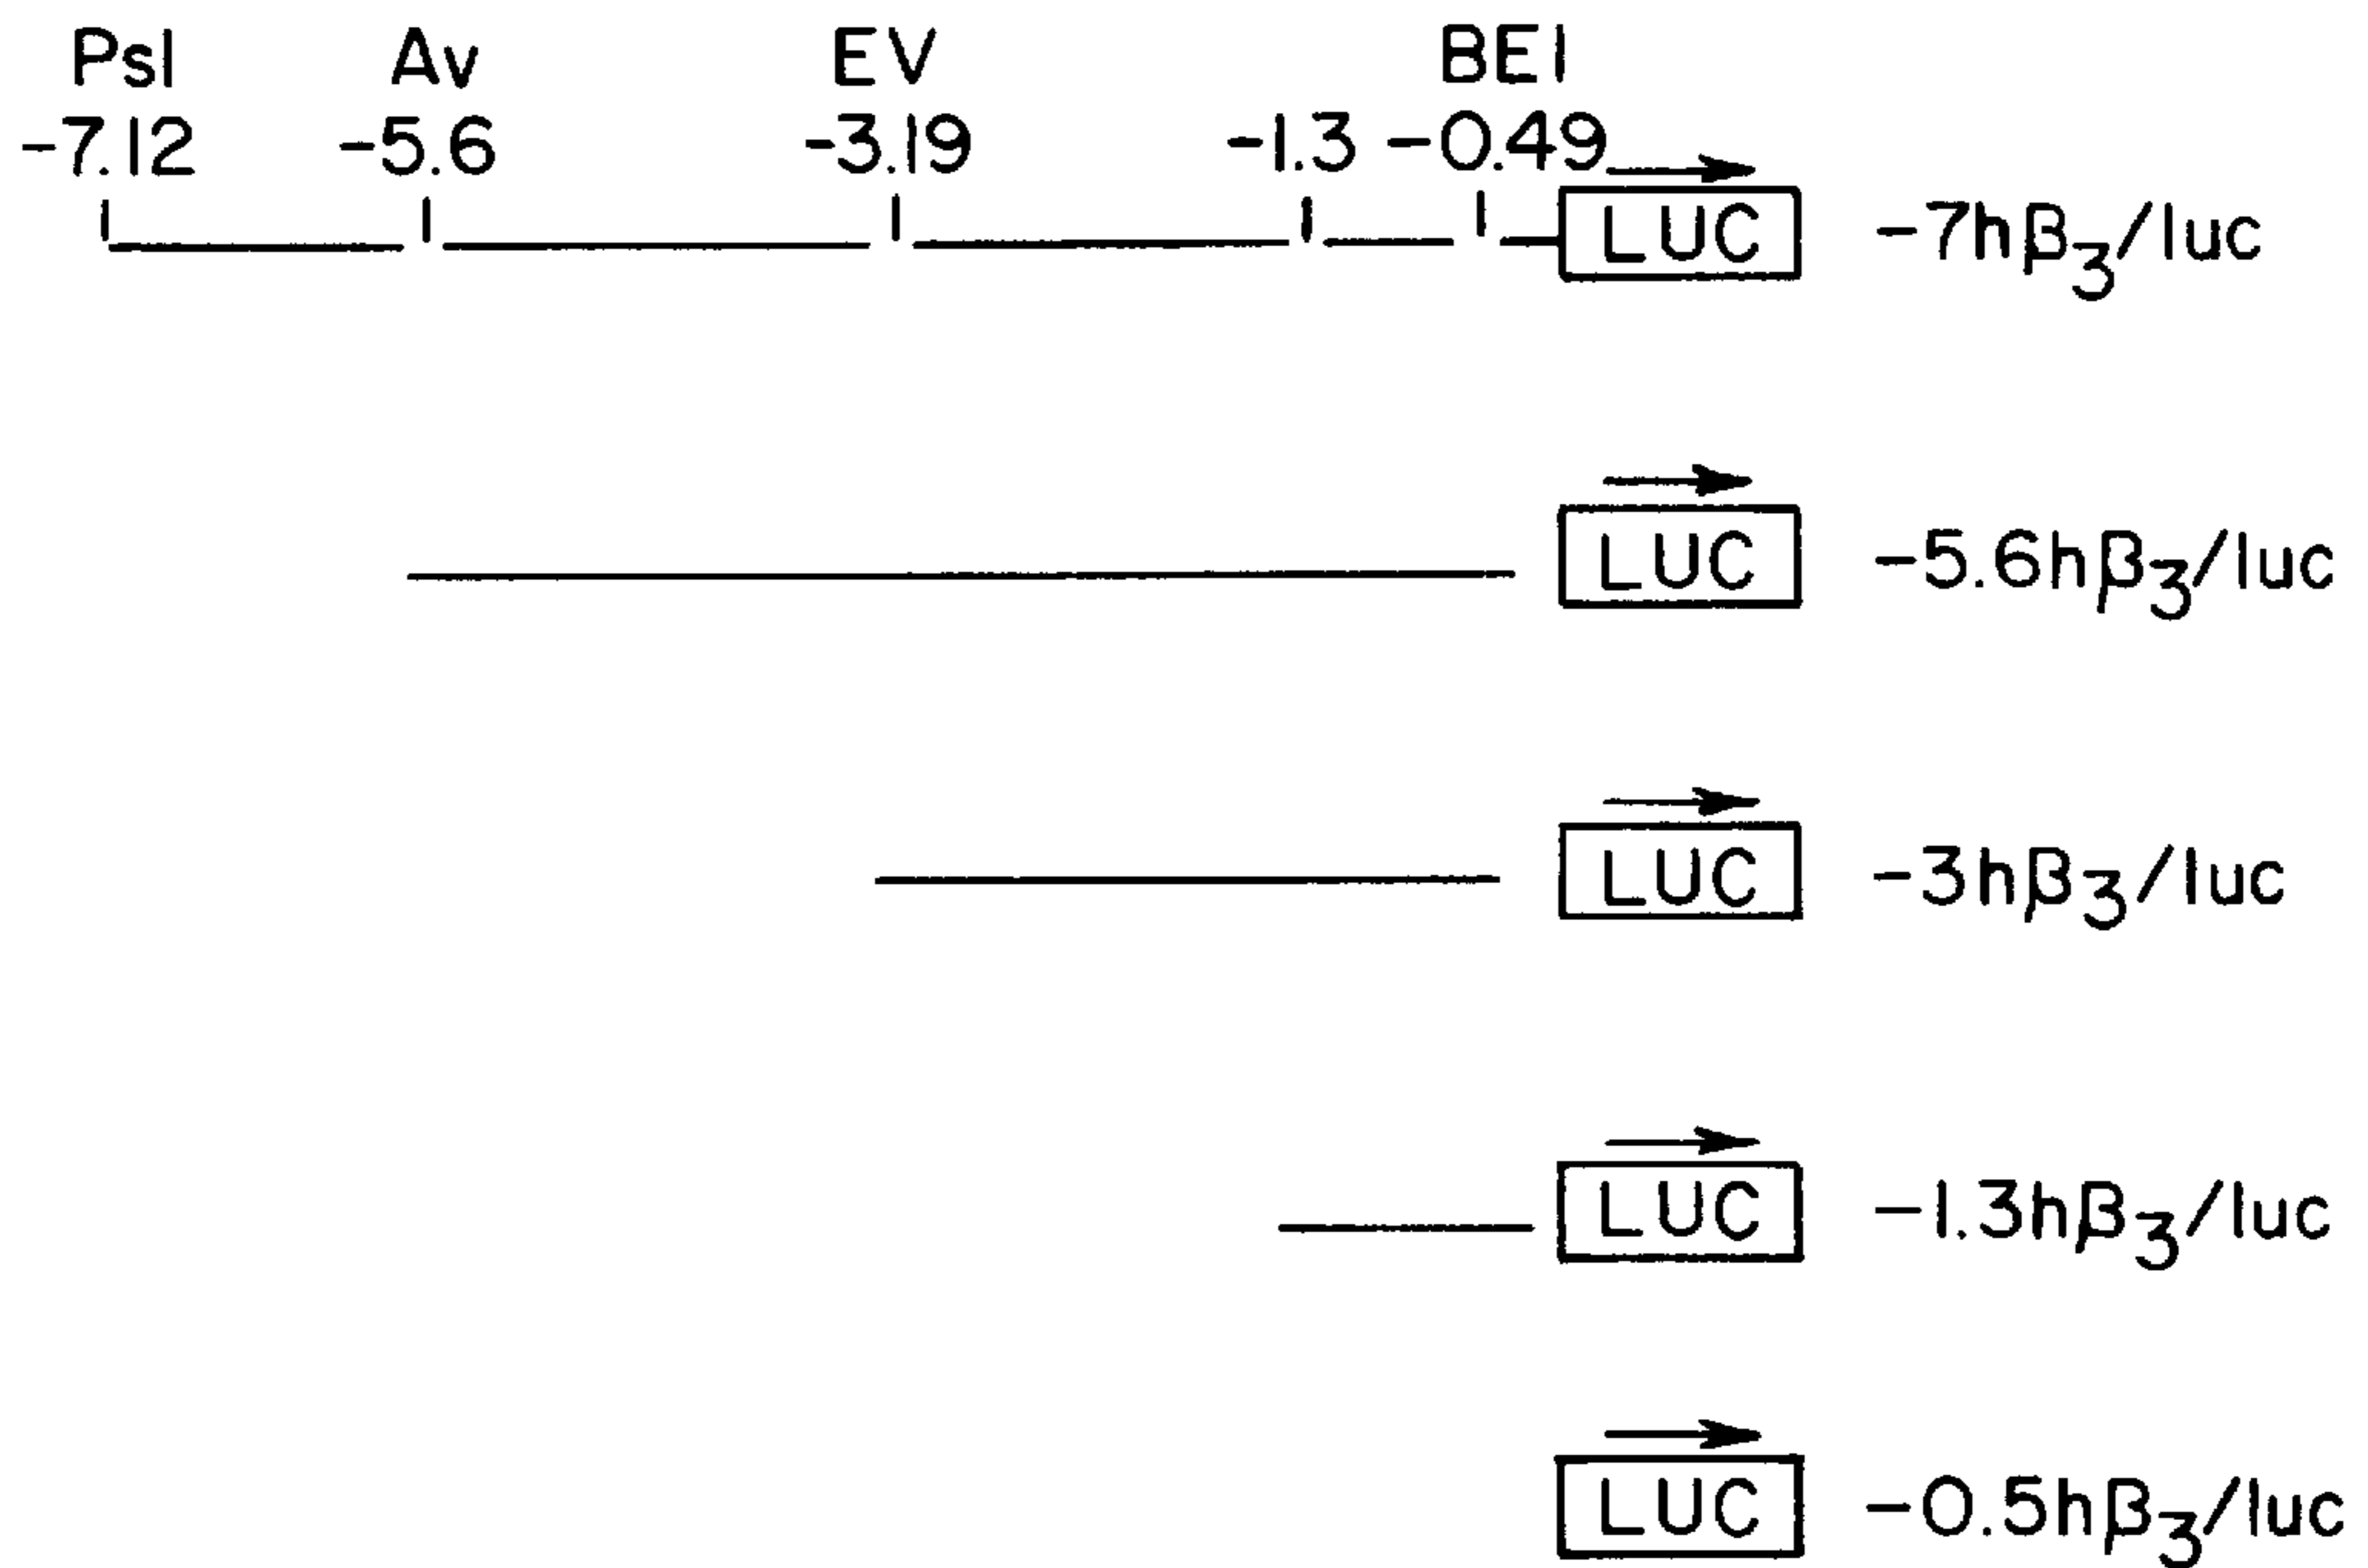 PsI Av EV BEI
-7.12 -5.6 -3.19 -1.3 -0.49
LUC -7hβ3/luc
LUC -5.6hβ3/luc
LUC -3hβ3/luc
LUC -1.3hβ3/luc
LUC -0.5hβ3/luc